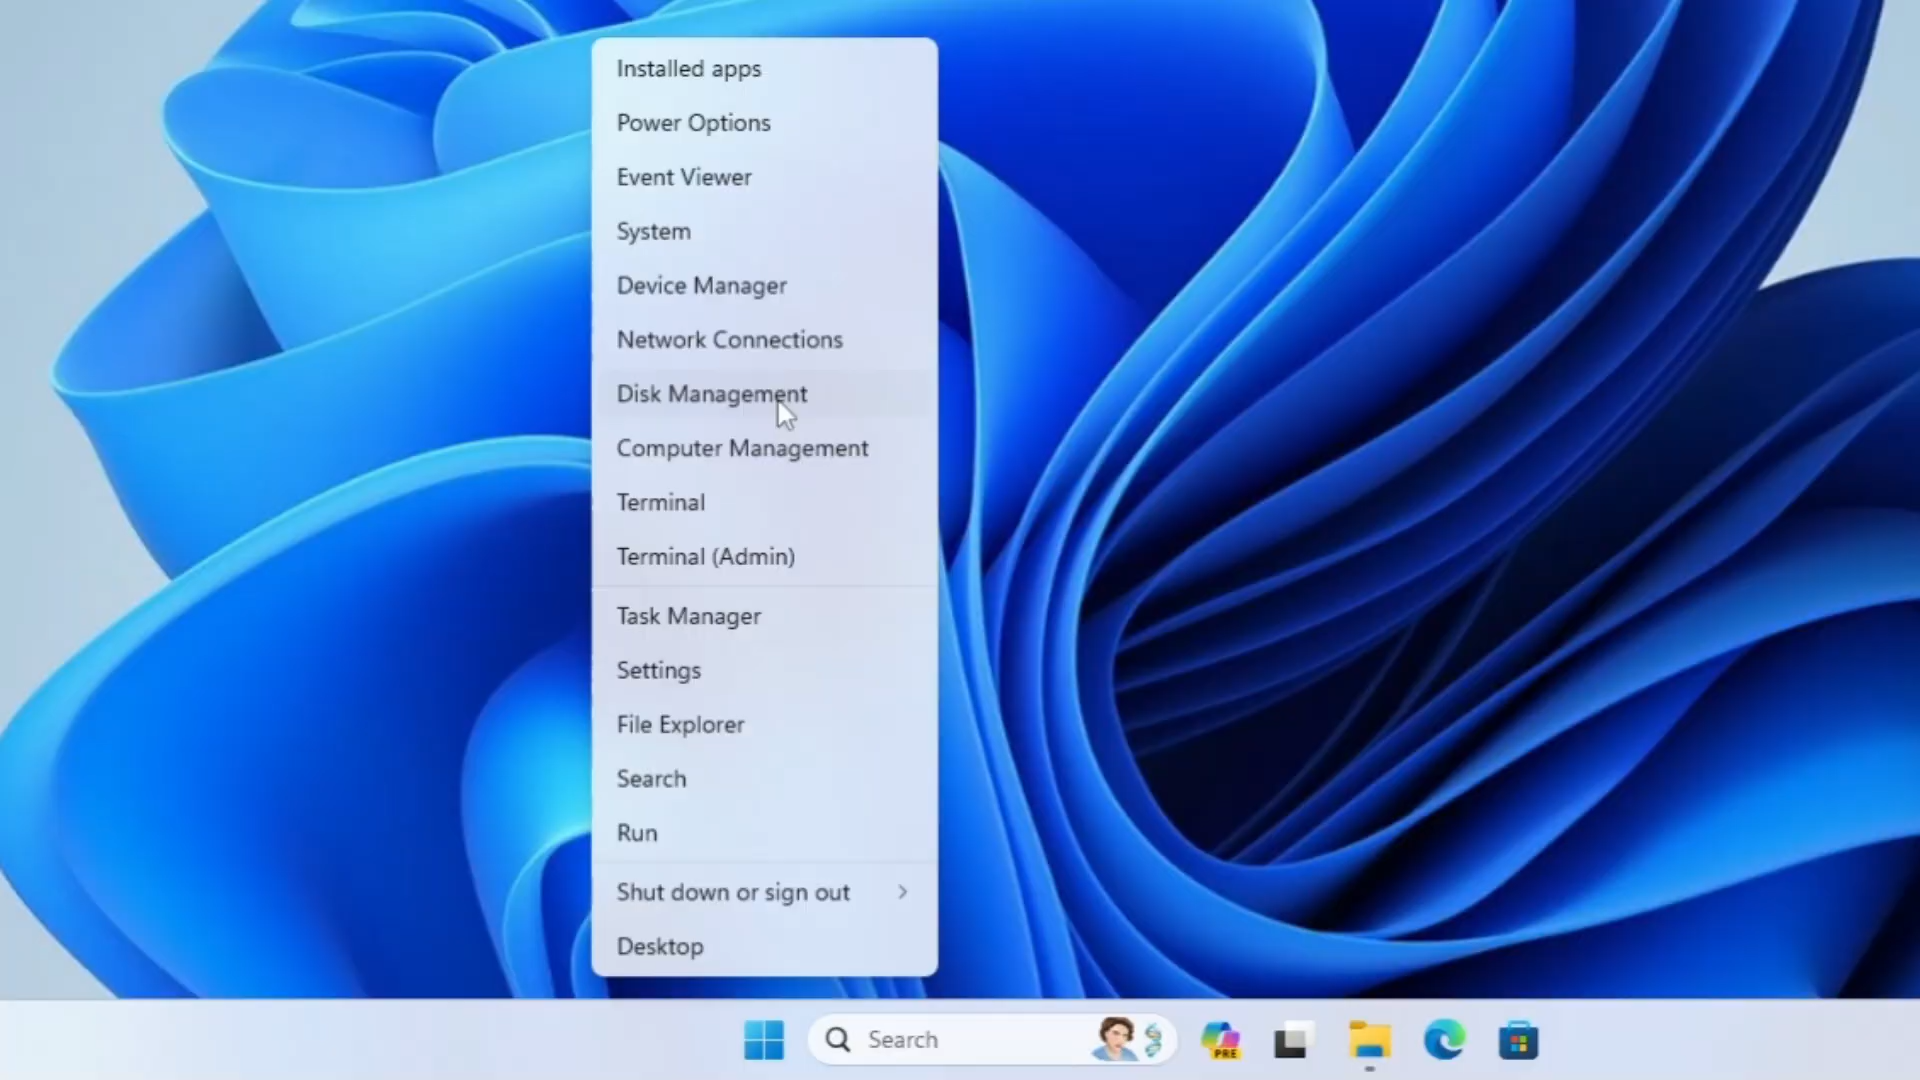 Installed apps
Power Options
Event Viewer
System
Device Manager
Network Connections
Disk Management
Computer Management
Terminal
Terminal (Admin)
Task Manager
Settings
File Explorer
Search
Run
Shut down or sign out
Desktop
Search
PRE